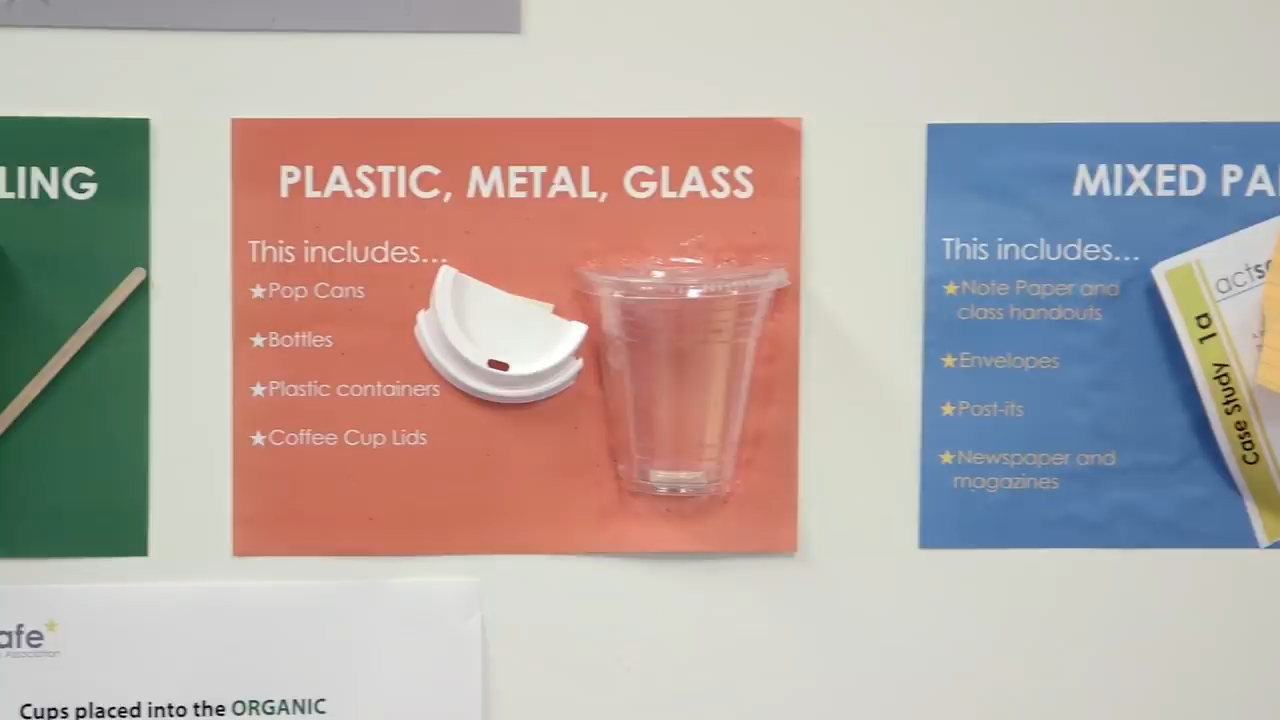 LING
PLASTIC, METAL, GLASS
This includes...
★Pop Cans
★Bottles
★Plastic containers
★Coffee Cup Lids
MIXED PA
This includes...
★Note Paper and
class handouts
★Envelopes
★Post-its
★Newspaper and
magazines
Case Study 1a
afe
Association
Cups placed into the ORGANIC